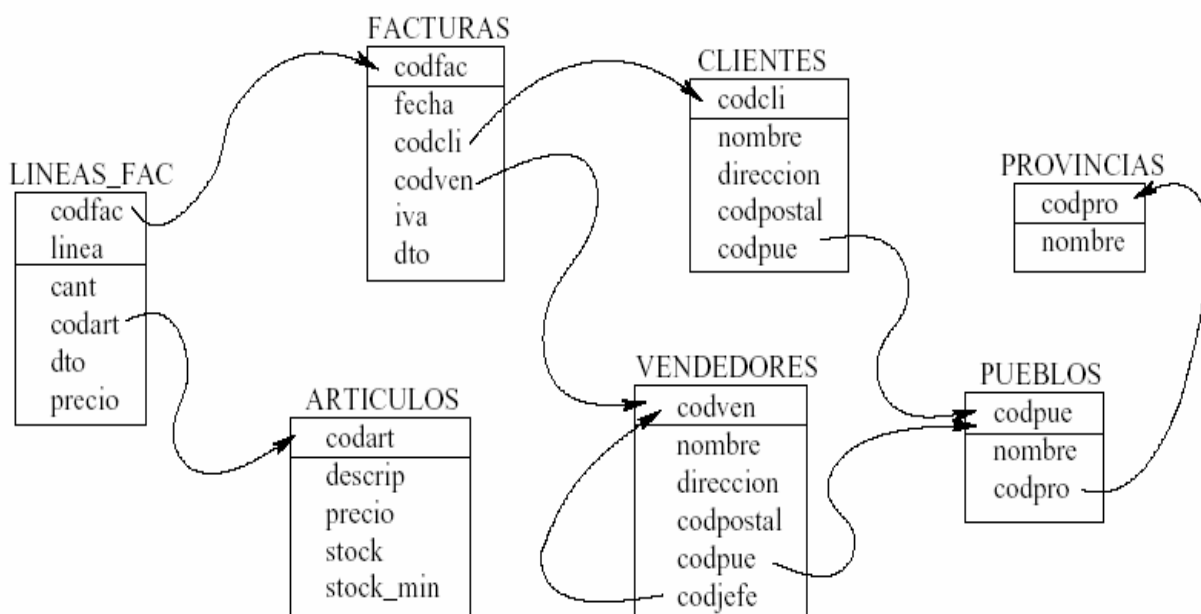 FACTURAS
codfac
fecha
codcli
codven
iva
dto
CLIENTES
codcli
nombre
direccion
codpostal
codpue
PROVINCIAS
codpro
nombre
LINEAS_FAC
codfac
linea
cant
codart
dto
precio
ARTICULOS
codart
descrip
precio
stock
stock_min
VENDEDORES
codven
nombre
direccion
codpostal
codpue
codjefe
PUEBLOS
codpue
nombre
codpro